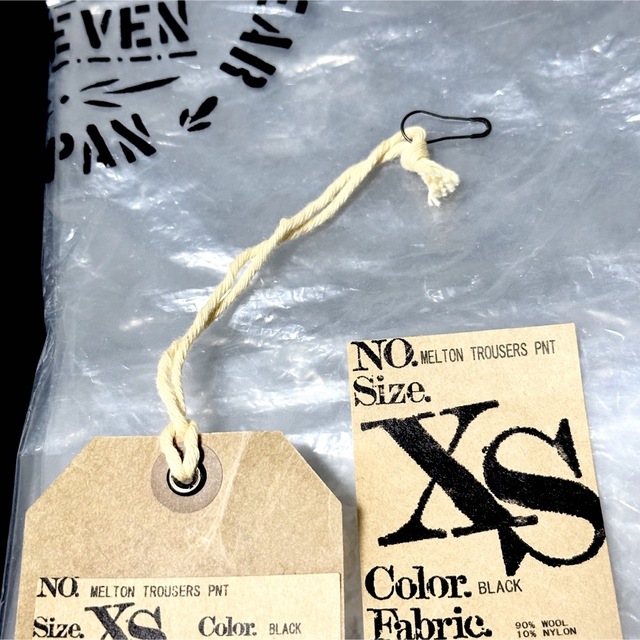 EVEN
EAR
PAN
NO. MELTON TROUSERS PNT
Size.
XS
Color. BLACK
Fabric. 90% WOOL
10% NYLON
NO. MELTON TROUSERS PNT
Size. XS Color. BLACK